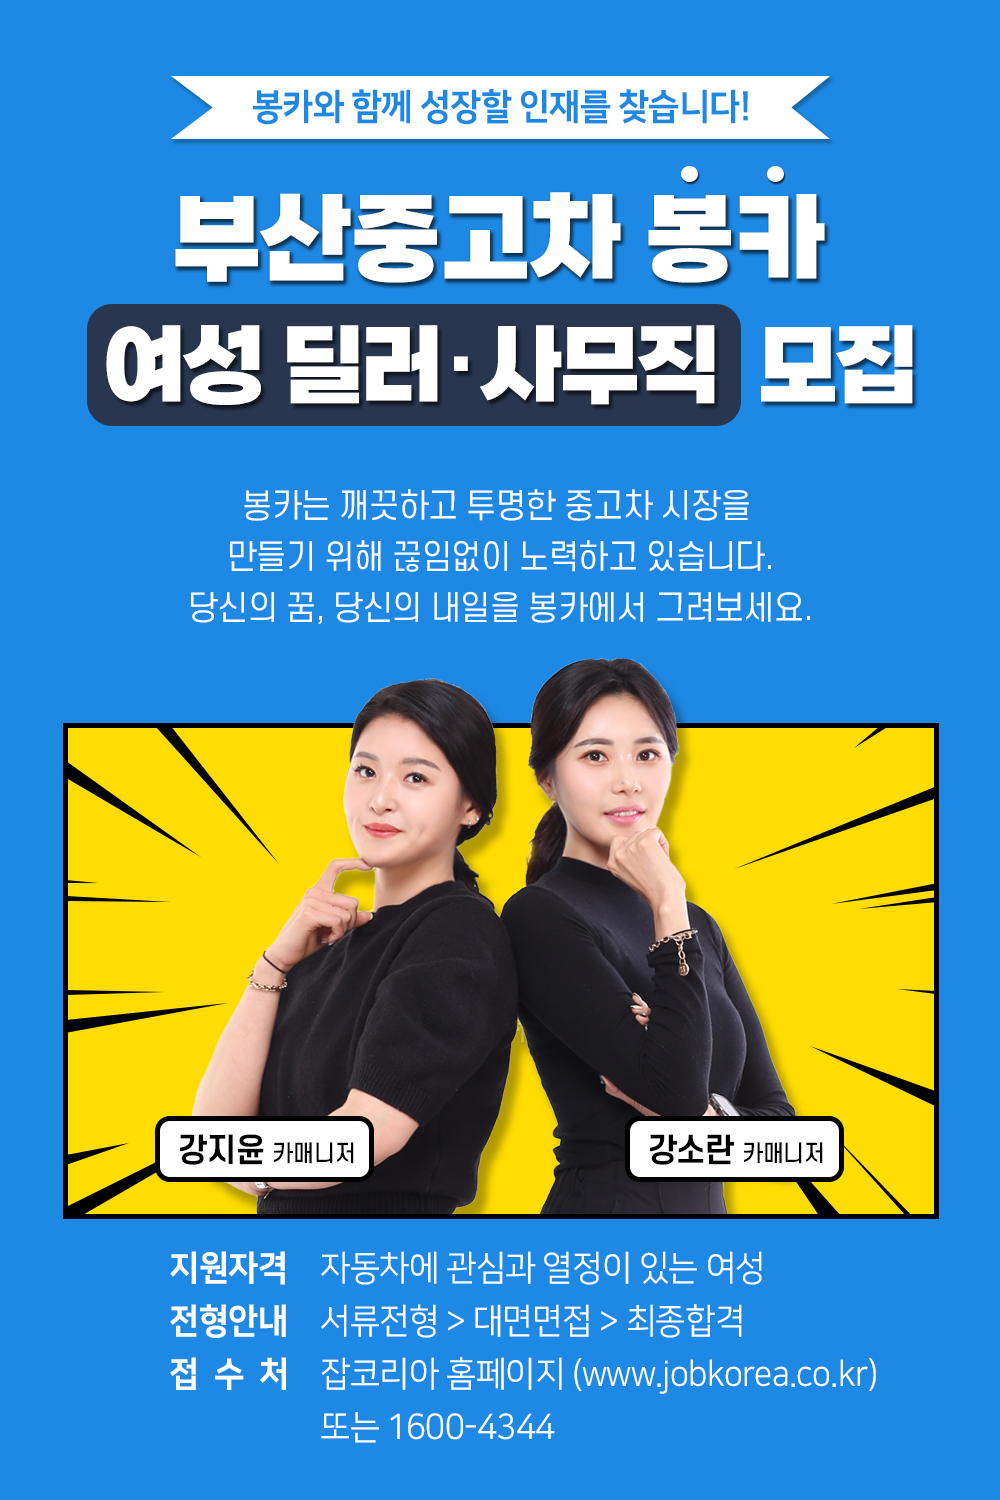 봉카와 함께 성장할 인재를 찾습니다!
부산중고차 봉카
여성 딜러·사무직 모집
봉카는 깨끗하고 투명한 중고차 시장을
만들기 위해 끊임없이 노력하고 있습니다.
당신의 꿈, 당신의 내일을 봉카에서 그려보세요.
강지윤 카매니저
강소란 카매니저
지원자격 자동차에 관심과 열정이 있는 여성
전형안내 서류전형 > 대면면접 > 최종합격
접 수 처 잡코리아 홈페이지 (www.jobkorea.co.kr)
또는 1600-4344